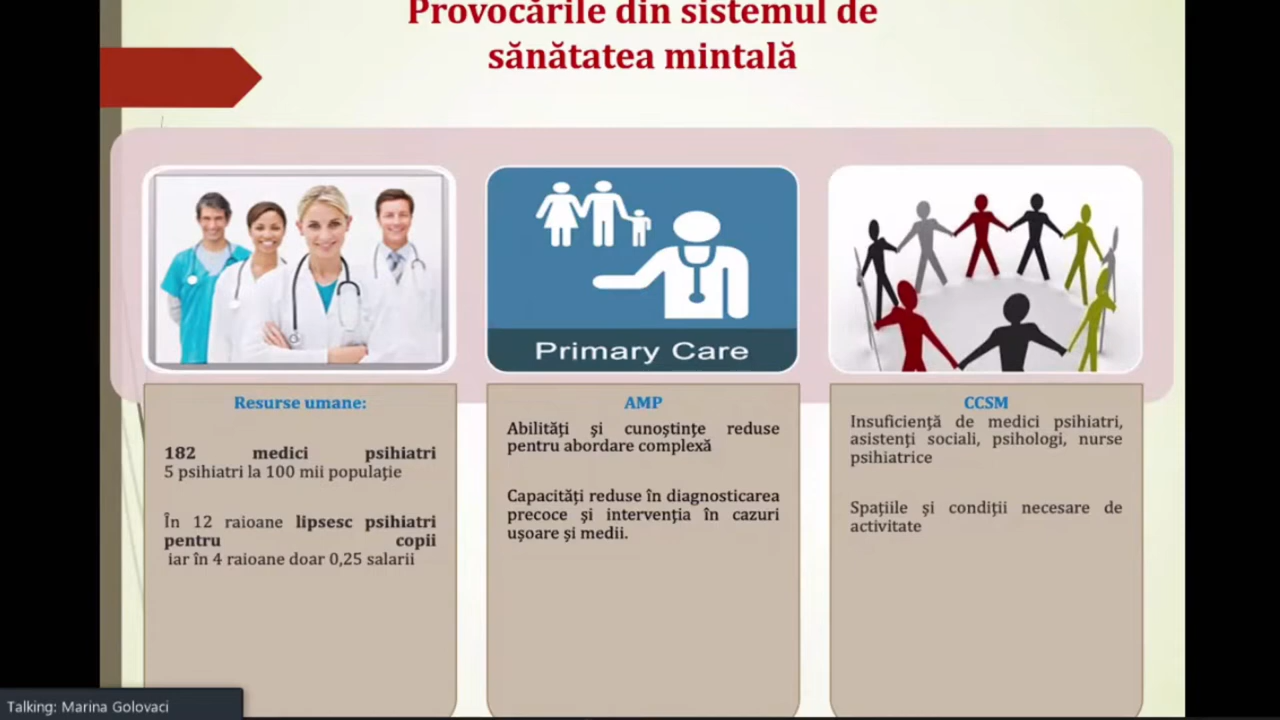 Provocările din sistemul de
sănătatea mintală
Primary Care
Resurse umane:
182 medici psihiatri
5 psihiatri la 100 mii populație
În 12 raioane lipsesc psihiatri
pentru copii
iar în 4 raioane doar 0,25 salarii
AMP
Abilități și cunoștințe reduse
pentru abordare complexă
Capacități reduse în diagnosticarea
precoce și intervenția în cazuri
ușoare și medii.
CCSM
Insuficiență de medici psihiatri,
asistenți sociali, psihologi, nurse
psihiatrice
Spațiile și condiții necesare de
activitate
Talking: Marina Golovaci